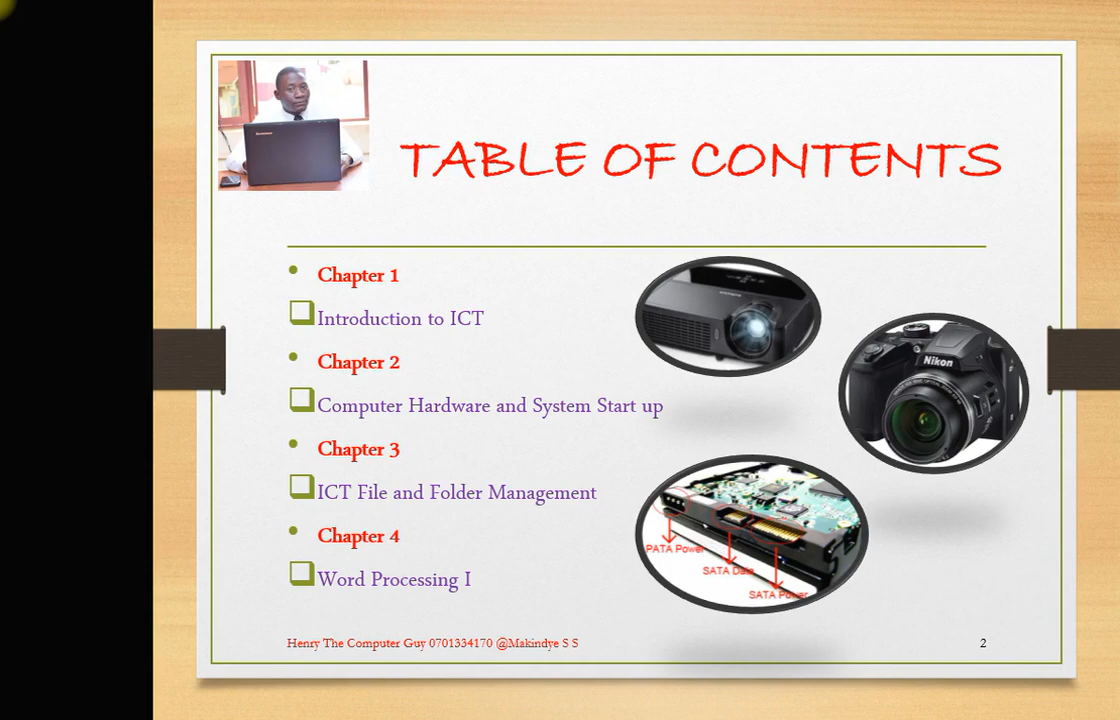 TABLE OF CONTENTS
Chapter 1
Introduction to ICT
Chapter 2
Computer Hardware and System Start up
Chapter 3
ICT File and Folder Management
Chapter 4
Word Processing I
Nikon
PATA Power
SATA Data
SATA Power
Henry The Computer Guy 0701334170 @Makindye S S
2